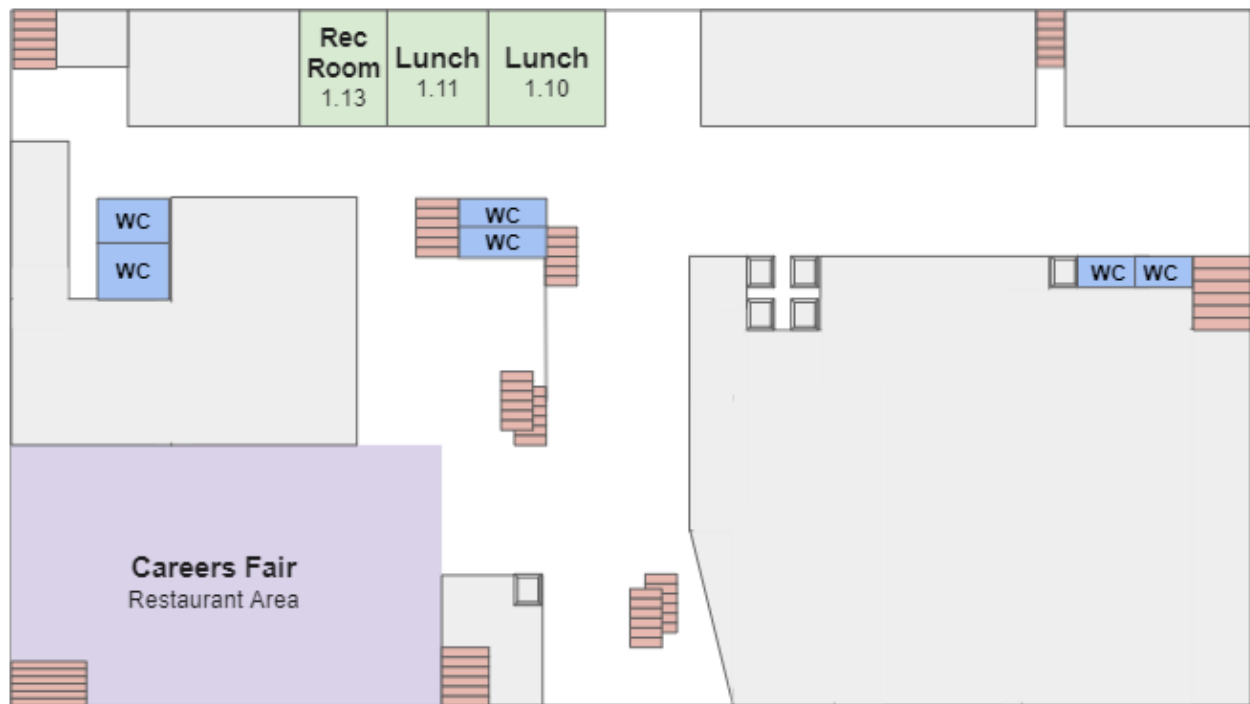 Rec
Room
1.13
Lunch
1.11
Lunch
1.10
WC
WC
WC
WC
WC
WC
Careers Fair
Restaurant Area